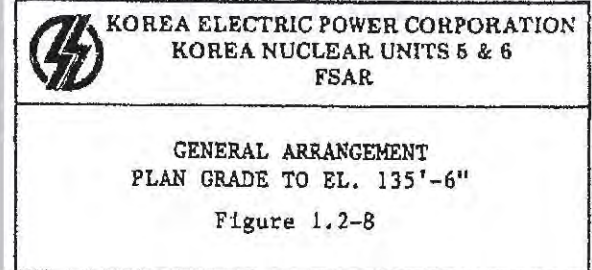 KOREA ELECTRIC POWER CORPORATION
KOREA NUCLEAR UNITS 5 & 6
FSAR
GENERAL ARRANGEMENT
PLAN GRADE TO EL. 135'-6"
Figure 1.2-8